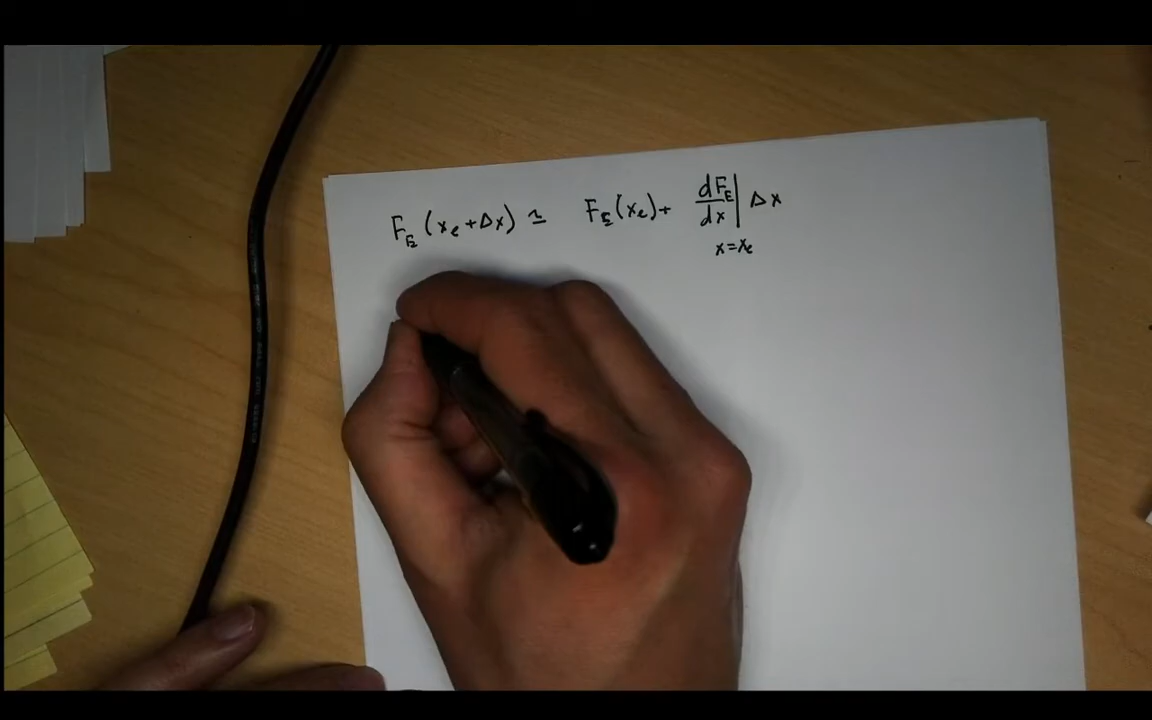 F_E (x_e + Δx) ≃ F_E(x_e) + dF_E/dx | Δx
x = x_e